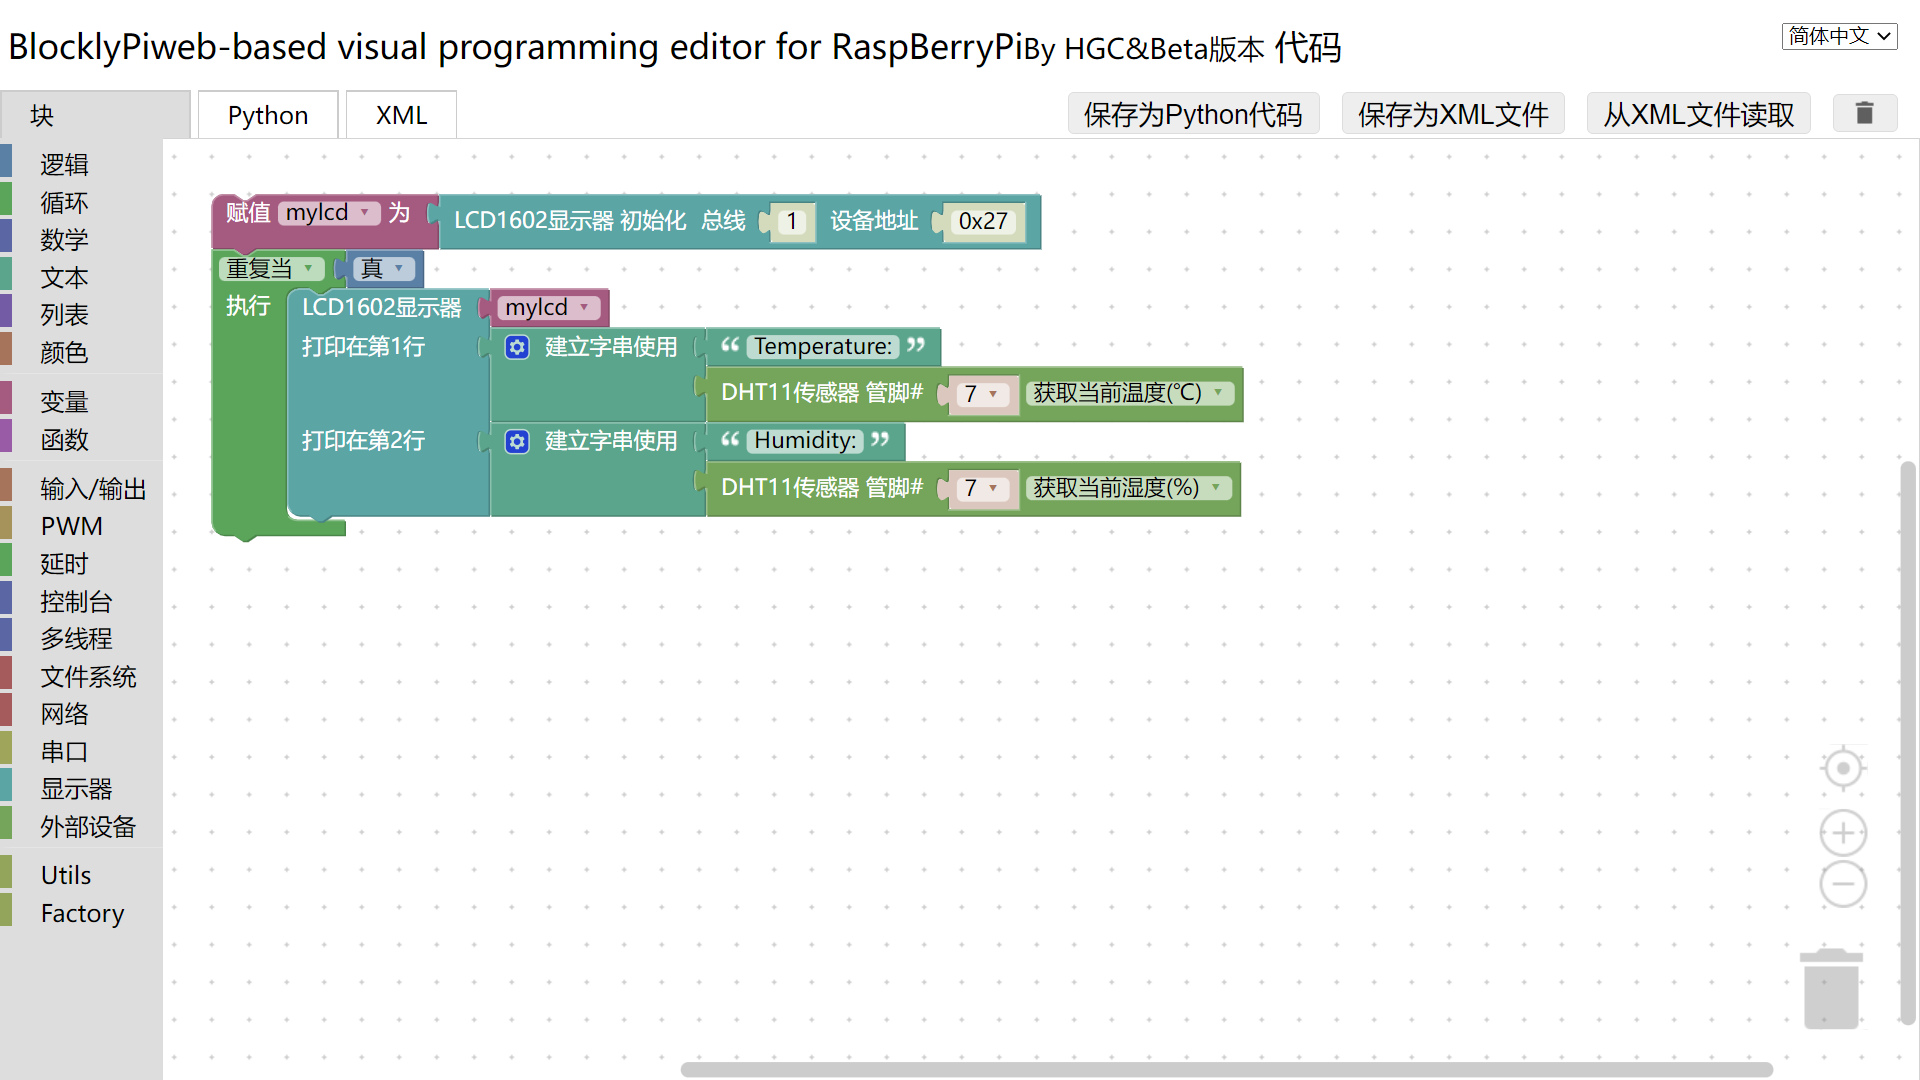 BlocklyPiweb-based visual programming editor for RaspBerryPiBy HGC&Beta版本 代码
简体中文
块
Python
XML
保存为Python代码
保存为XML文件
从XML文件读取
逻辑
循环
数学
文本
列表
颜色
变量
函数
输入/输出
PWM
延时
控制台
多线程
文件系统
网络
串口
显示器
外部设备
Utils
Factory
赋值 mylcd 为 LCD1602显示器 初始化 总线 1 设备地址 0x27
重复当 真
执行 LCD1602显示器 mylcd
打印在第1行 建立字串使用 “ Temperature: ”
DHT11传感器 管脚# 7 获取当前温度(℃)
打印在第2行 建立字串使用 “ Humidity: ”
DHT11传感器 管脚# 7 获取当前湿度(%)